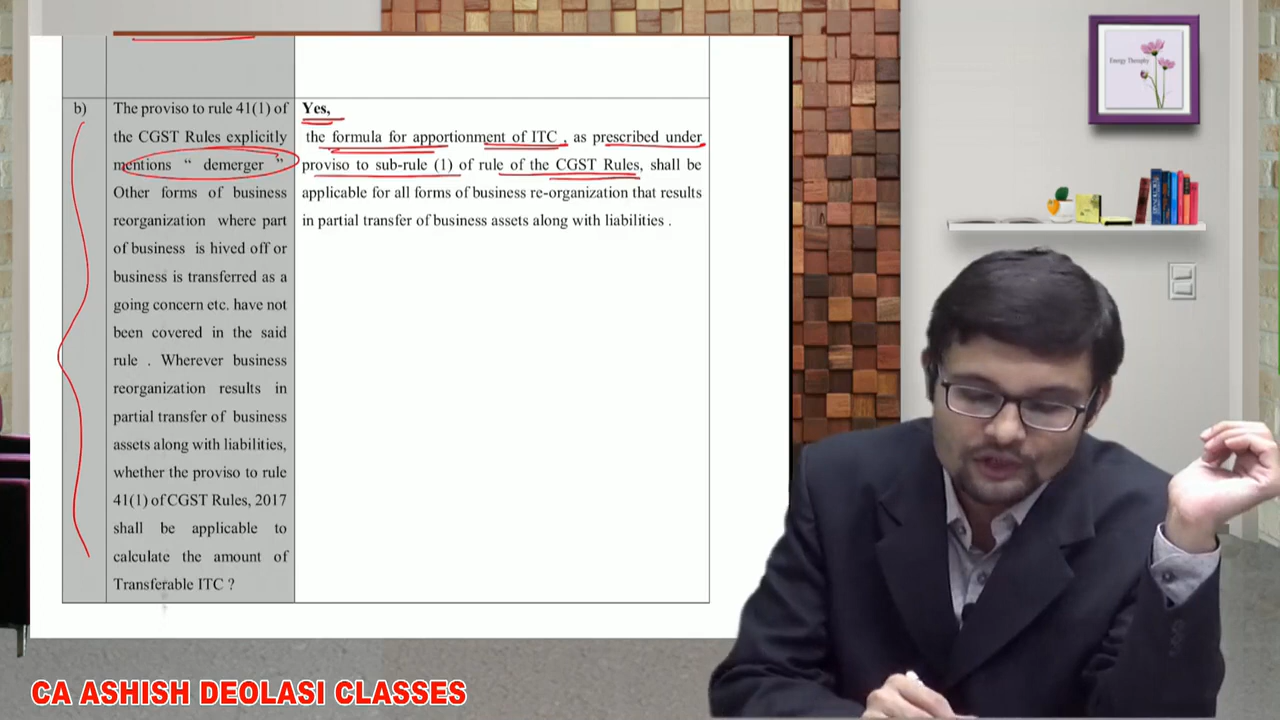 b)
The proviso to rule 41(1) of
the CGST Rules explicitly
mentions “ demerger ”
Other forms of business
reorganization where part
of business is hived off or
business is transferred as a
going concern etc. have not
been covered in the said
rule . Wherever business
reorganization results in
partial transfer of business
assets along with liabilities,
whether the proviso to rule
41(1) of CGST Rules, 2017
shall be applicable to
calculate the amount of
Transferable ITC ?
Yes,
the formula for apportionment of ITC , as prescribed under
proviso to sub-rule (1) of rule of the CGST Rules, shall be
applicable for all forms of business re-organization that results
in partial transfer of business assets along with liabilities .
Energy Theraphy
CA ASHISH DEOLASI CLASSES